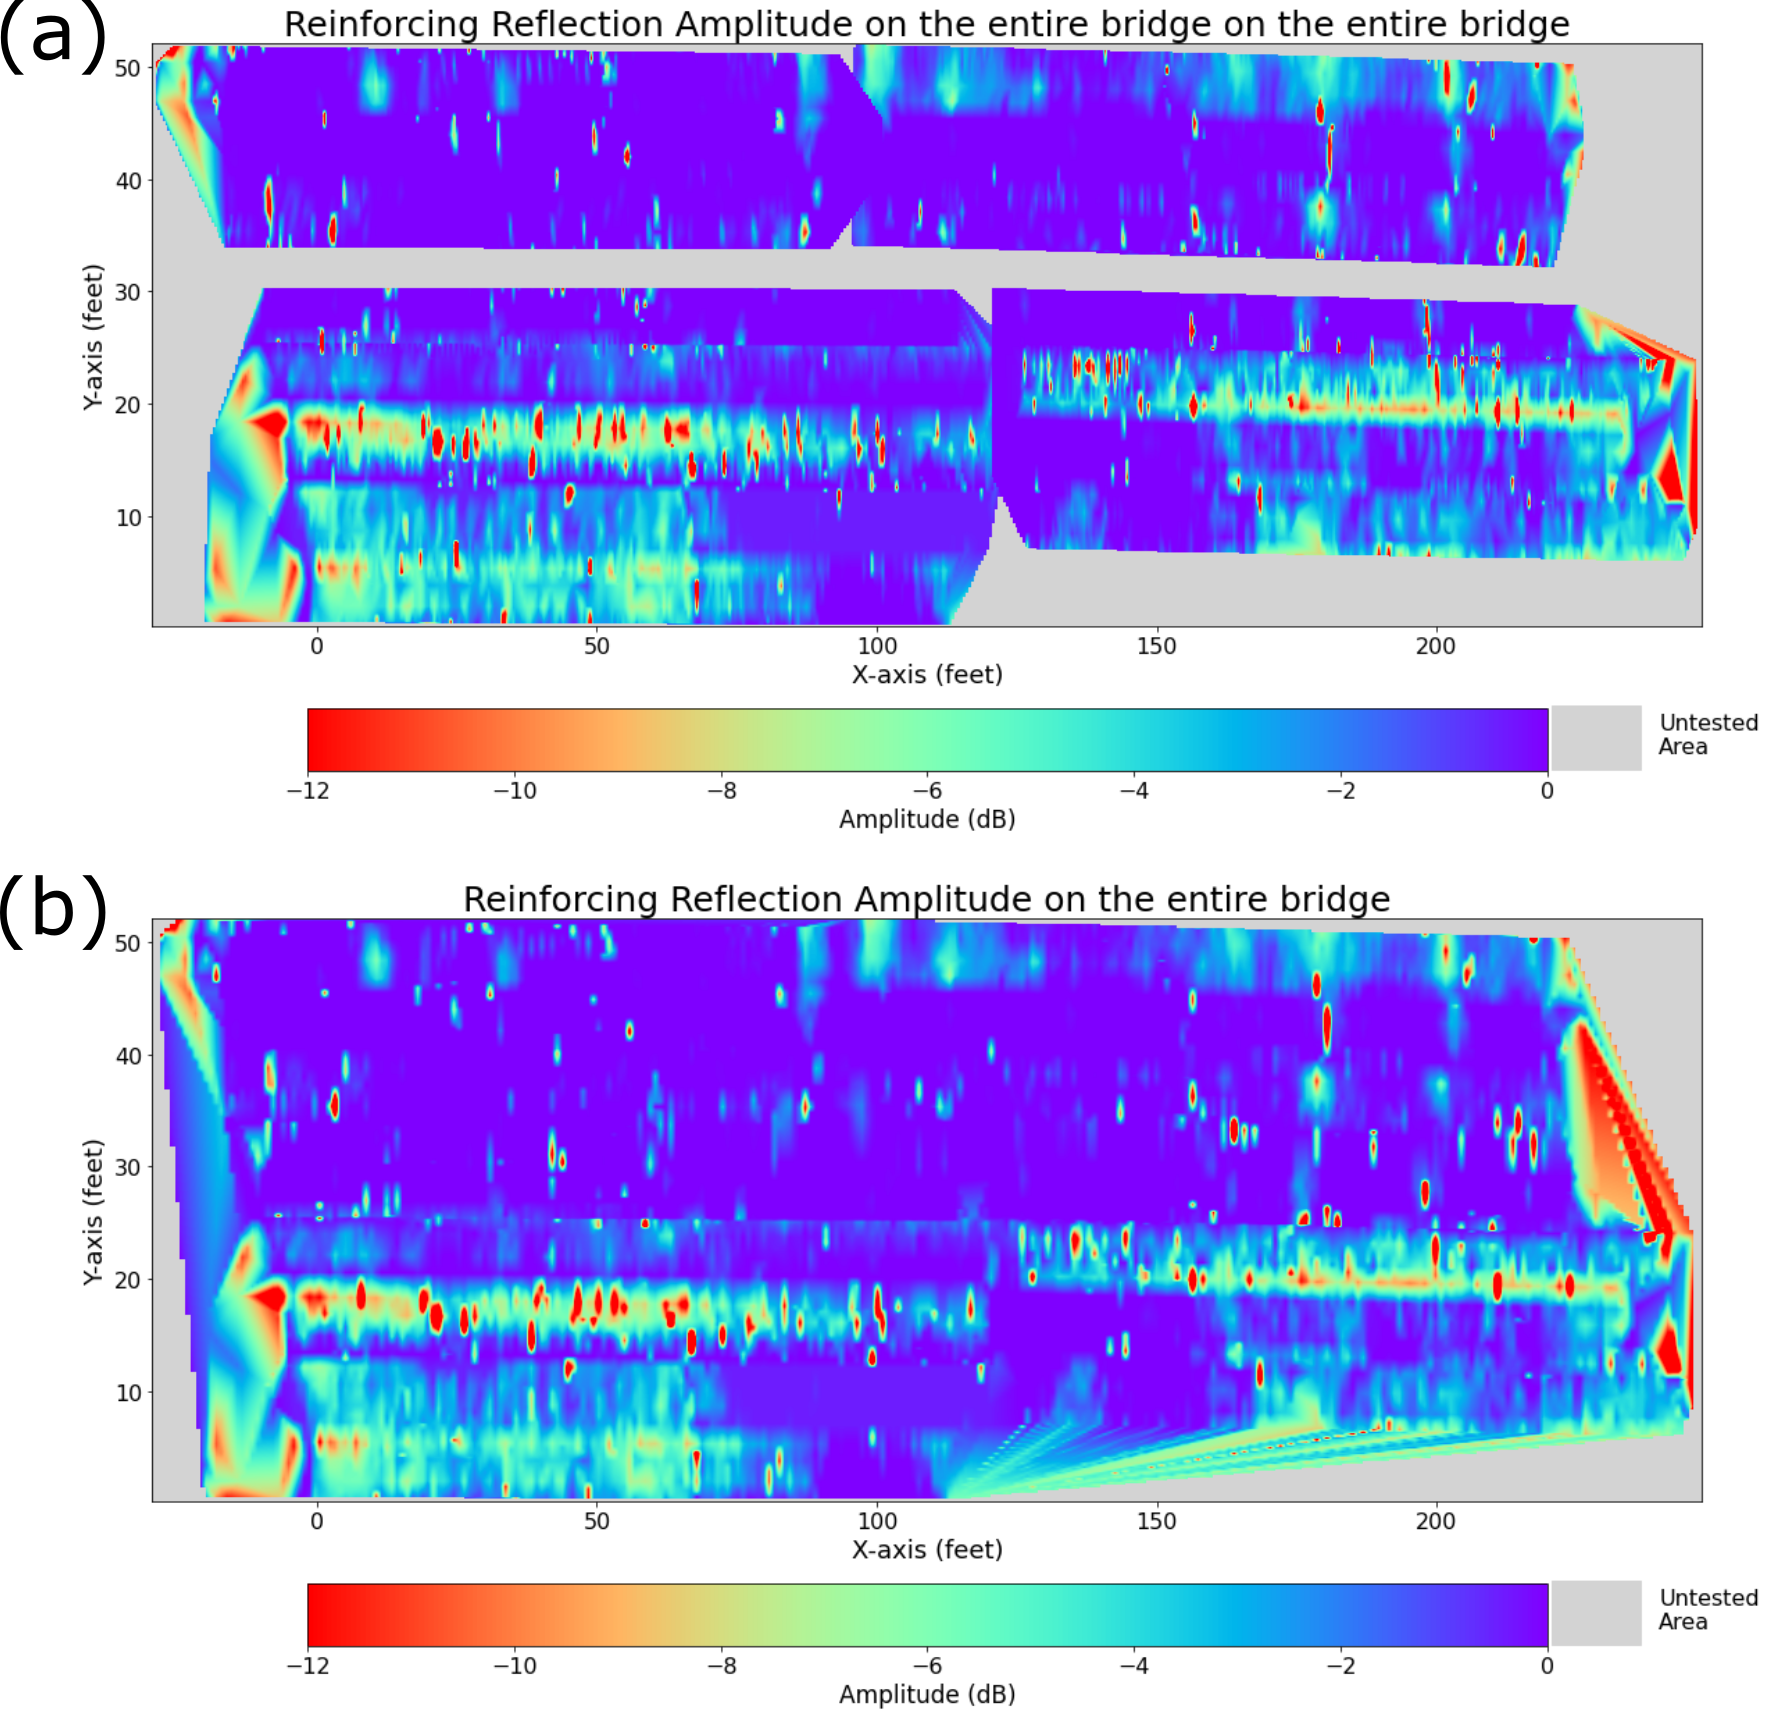 (a)
Reinforcing Reflection Amplitude on the entire bridge on the entire bridge
50
40
30
20
10
Y-axis (feet)
0 50 100 150 200
X-axis (feet)
−12 −10 −8 −6 −4 −2 0
Amplitude (dB)
Untested
Area
(b)
Reinforcing Reflection Amplitude on the entire bridge
50
40
30
20
10
Y-axis (feet)
0 50 100 150 200
X-axis (feet)
−12 −10 −8 −6 −4 −2 0
Amplitude (dB)
Untested
Area